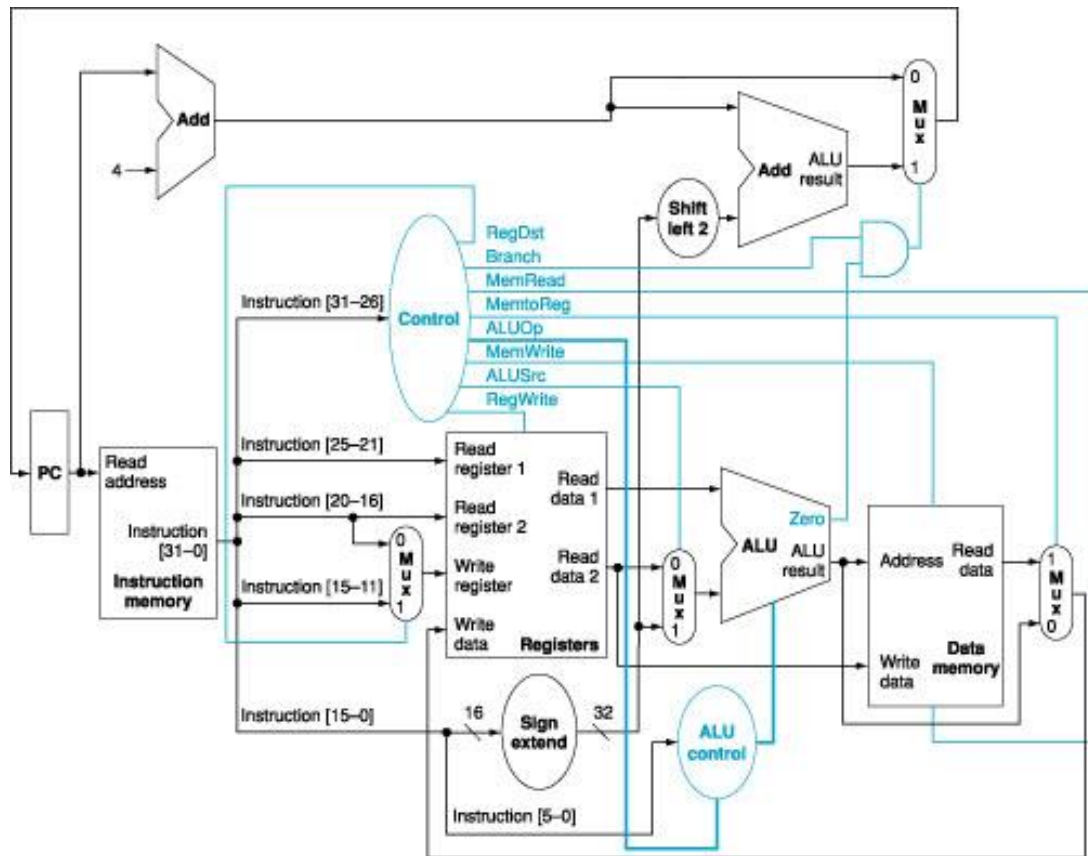 0
Mux
1
Add
4
Add
ALU
result
Shift
left 2
RegDst
Branch
MemRead
MemtoReg
ALUOp
MemWrite
ALUSrc
RegWrite
Instruction [31–26]
Control
PC
Read
address
Instruction
[31–0]
Instruction
memory
Instruction [25–21]
Instruction [20–16]
Instruction [15–11]
0
Mux
1
Read
register 1
Read
register 2
Write
register
Write
data
Read
data 1
Read
data 2
Registers
0
Mux
1
Zero
ALU
ALU
result
Address
Read
data
Write
data
Data
memory
1
Mux
0
Instruction [15–0]
16
Sign
extend
32
ALU
control
Instruction [5–0]